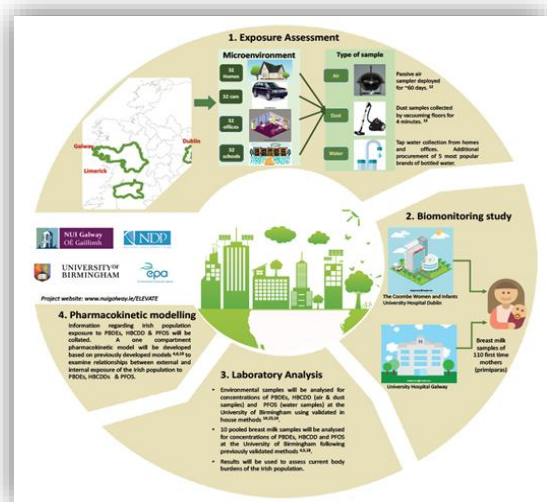 1. Exposure Assessment
Microenvironment
32 Homes
32 cars
32 offices
32 schools
Type of sample
Air
Dust
Water
Passive air
sampler deployed
for ~60 days.
Dust samples collected
by vacuuming floors for
4 minutes.
Tap water collection from homes
and offices. Additional
procurement of 5 most popular
brands of bottled water.
Galway
Dublin
Limerick
NUI Galway
OÉ Gaillimh
NDP
UNIVERSITY OF
BIRMINGHAM
epa
Project website: www.nuigalway.ie/ELEVATE
2. Biomonitoring study
The Coombe Women and Infants
University Hospital Dublin
University Hospital Galway
Breast milk
samples of
110 first time
mothers
(primiparas)
3. Laboratory Analysis
• Environmental samples will be analysed for
concentrations of PBDEs, HBCDD (air & dust
samples) and PFOS (water samples) at the
University of Birmingham using validated in
house methods
• 10 pooled breast milk samples will be analysed
for concentrations of PBDEs, HBCDD and PFOS
at the University of Birmingham following
previously validated methods
• Results will be used to assess current body
burdens of the Irish population.
4. Pharmacokinetic modelling
Information regarding Irish population
exposure to PBDEs, HBCDD & PFOS will be
collated. A one compartment
pharmacokinetic model will be developed
based on previously developed models to
examine relationships between external and
internal exposure of the Irish population to
PBDEs, HBCDDs & PFOS.